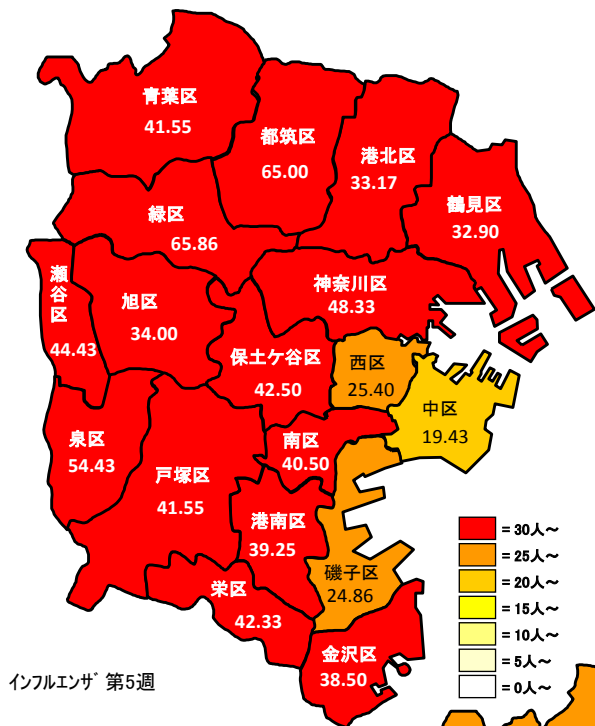 青葉区
41.55
都筑区
65.00
港北区
33.17
鶴見区
32.90
緑区
65.86
神奈川区
48.33
瀬谷区
44.43
旭区
34.00
保土ケ谷区
42.50
西区
25.40
中区
19.43
泉区
54.43
戸塚区
41.55
南区
40.50
港南区
39.25
磯子区
24.86
栄区
42.33
金沢区
38.50
=30人～
=25人～
=20人～
=15人～
=10人～
=5人～
=0人～
インフルエンザ 第5週